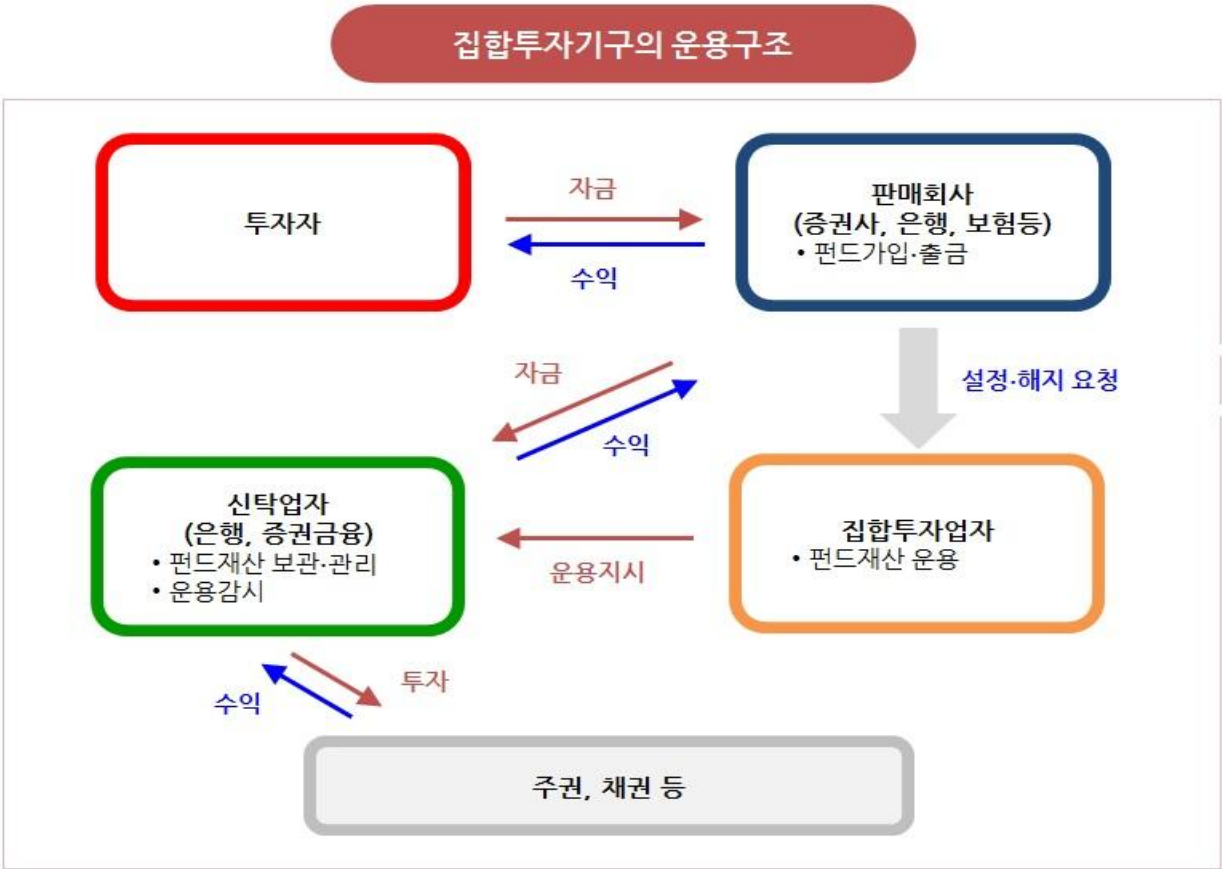 집합투자기구의 운용구조
투자자
자금
수익
판매회사
(증권사, 은행, 보험등)
• 펀드가입·출금
자금
수익
설정·해지 요청
신탁업자
(은행, 증권금융)
• 펀드재산 보관·관리
• 운용감시
운용지시
집합투자업자
• 펀드재산 운용
수익
투자
주권, 채권 등